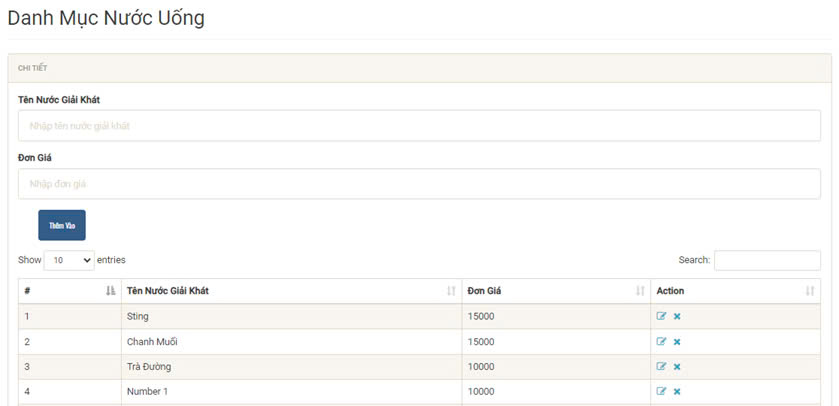 Danh Mục Nước Uống
CHI TIẾT
Tên Nước Giải Khát
Nhập tên nước giải khát
Đơn Giá
Nhập đơn giá
Thêm Vào
Show 10 entries Search:
# Tên Nước Giải Khát Đơn Giá Action
1 Sting 15000
2 Chanh Muối 15000
3 Trà Đường 10000
4 Number 1 10000